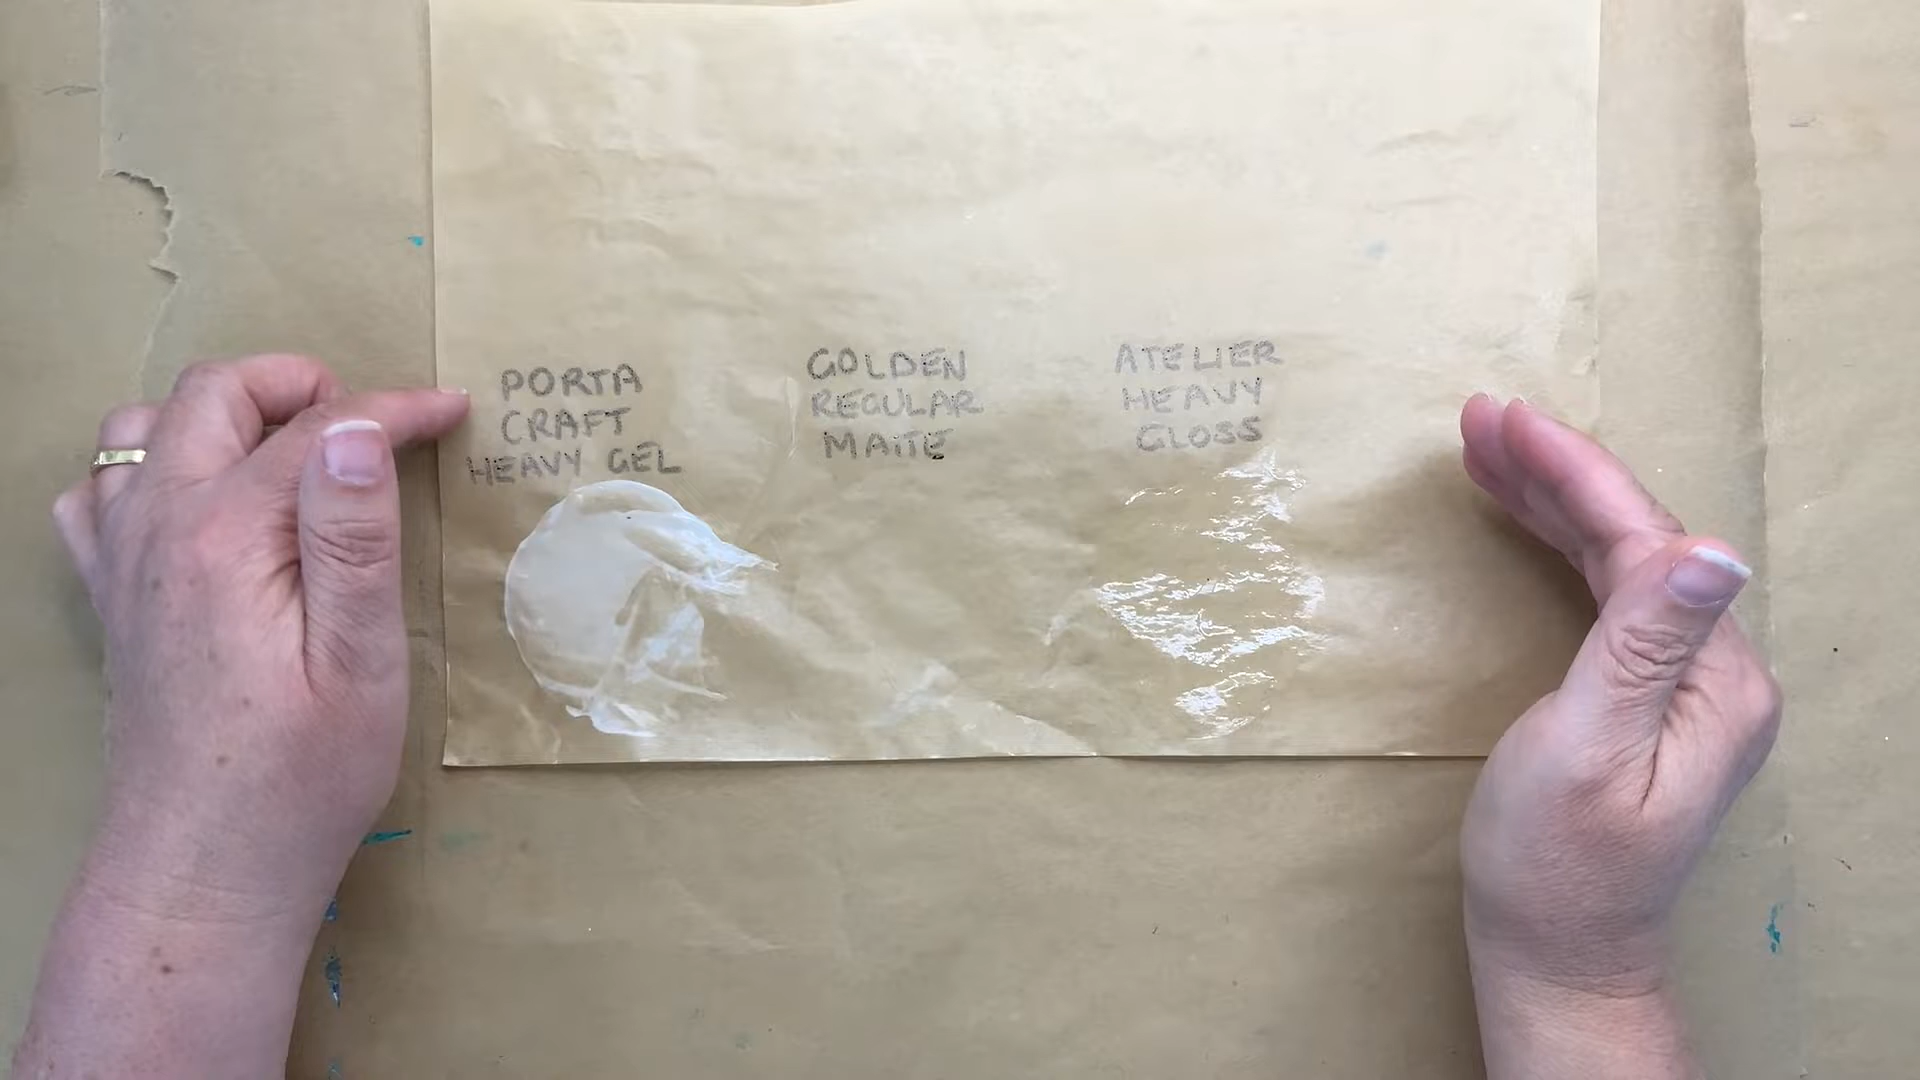 PORTA
CRAFT
HEAVY GEL
GOLDEN
REGULAR
MATTE
ATELIER
HEAVY
GLOSS